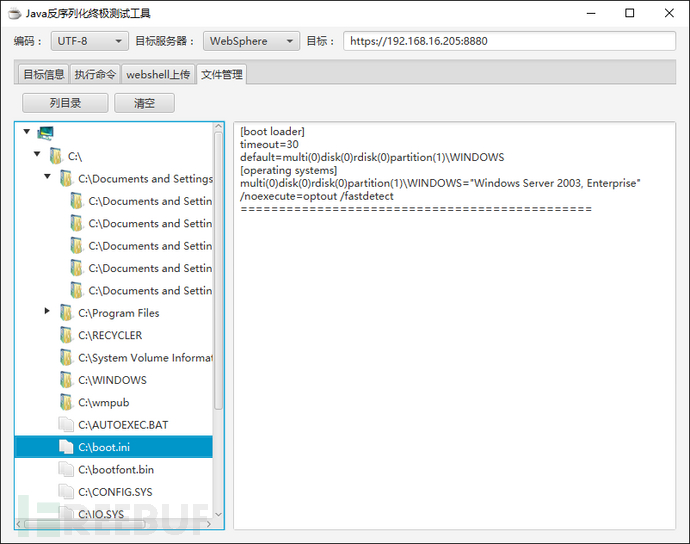 Java反序列化终极测试工具
编码： UTF-8 目标服务器： WebSphere 目标： https://192.168.16.205:8880
目标信息 执行命令 webshell上传 文件管理
列目录 清空
C:\
C:\Documents and Settings
C:\Documents and Settin
C:\Documents and Settin
C:\Documents and Settin
C:\Documents and Settin
C:\Documents and Settin
C:\Program Files
C:\RECYCLER
C:\System Volume Informat
C:\WINDOWS
C:\wmpub
C:\AUTOEXEC.BAT
C:\boot.ini
C:\bootfont.bin
C:\CONFIG.SYS
C:\IO.SYS
[boot loader]
timeout=30
default=multi(0)disk(0)rdisk(0)partition(1)\WINDOWS
[operating systems]
multi(0)disk(0)rdisk(0)partition(1)\WINDOWS="Windows Server 2003, Enterprise"
/noexecute=optout /fastdetect
==============================================
FREEBUF